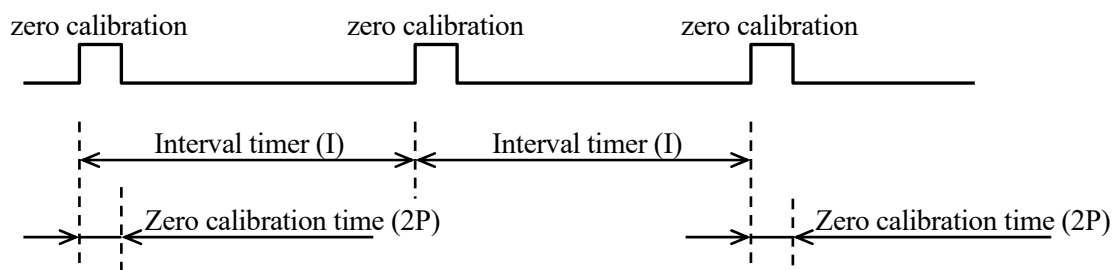 zero calibration zero calibration zero calibration
Interval timer (I) Interval timer (I)
Zero calibration time (2P) Zero calibration time (2P)